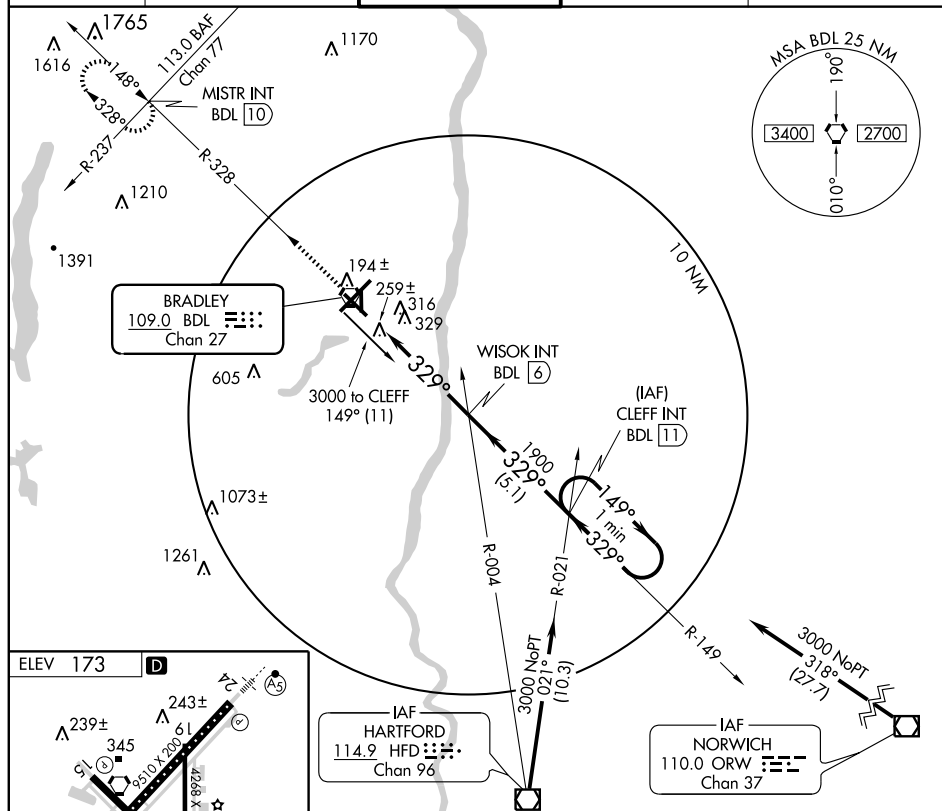 1765
1616
1170
113.0 BAF
Chan 77
148°
328°
MISTR INT
BDL 10
R-237
R-328
1210
1391
MSA BDL 25 NM
190°
3400
2700
010°
10 NM
194±
259±
316
329
BRADLEY
109.0 BDL
Chan 27
605
3000 to CLEFF
149° (11)
329°
WISOK INT
BDL 6
(IAF)
CLEFF INT
BDL 11
1900
329°
(5.1)
149°
1 min
329°
1073±
1261
R-004
R-021
R-149
3000 NoPT
021°
(10.3)
3000 NoPT
318°
(27.7)
IAF
HARTFORD
114.9 HFD
Chan 96
IAF
NORWICH
110.0 ORW
Chan 37
ELEV 173 D
24
A5
P
239±
243±
19
345
P
15
9510 X 200
4268 X